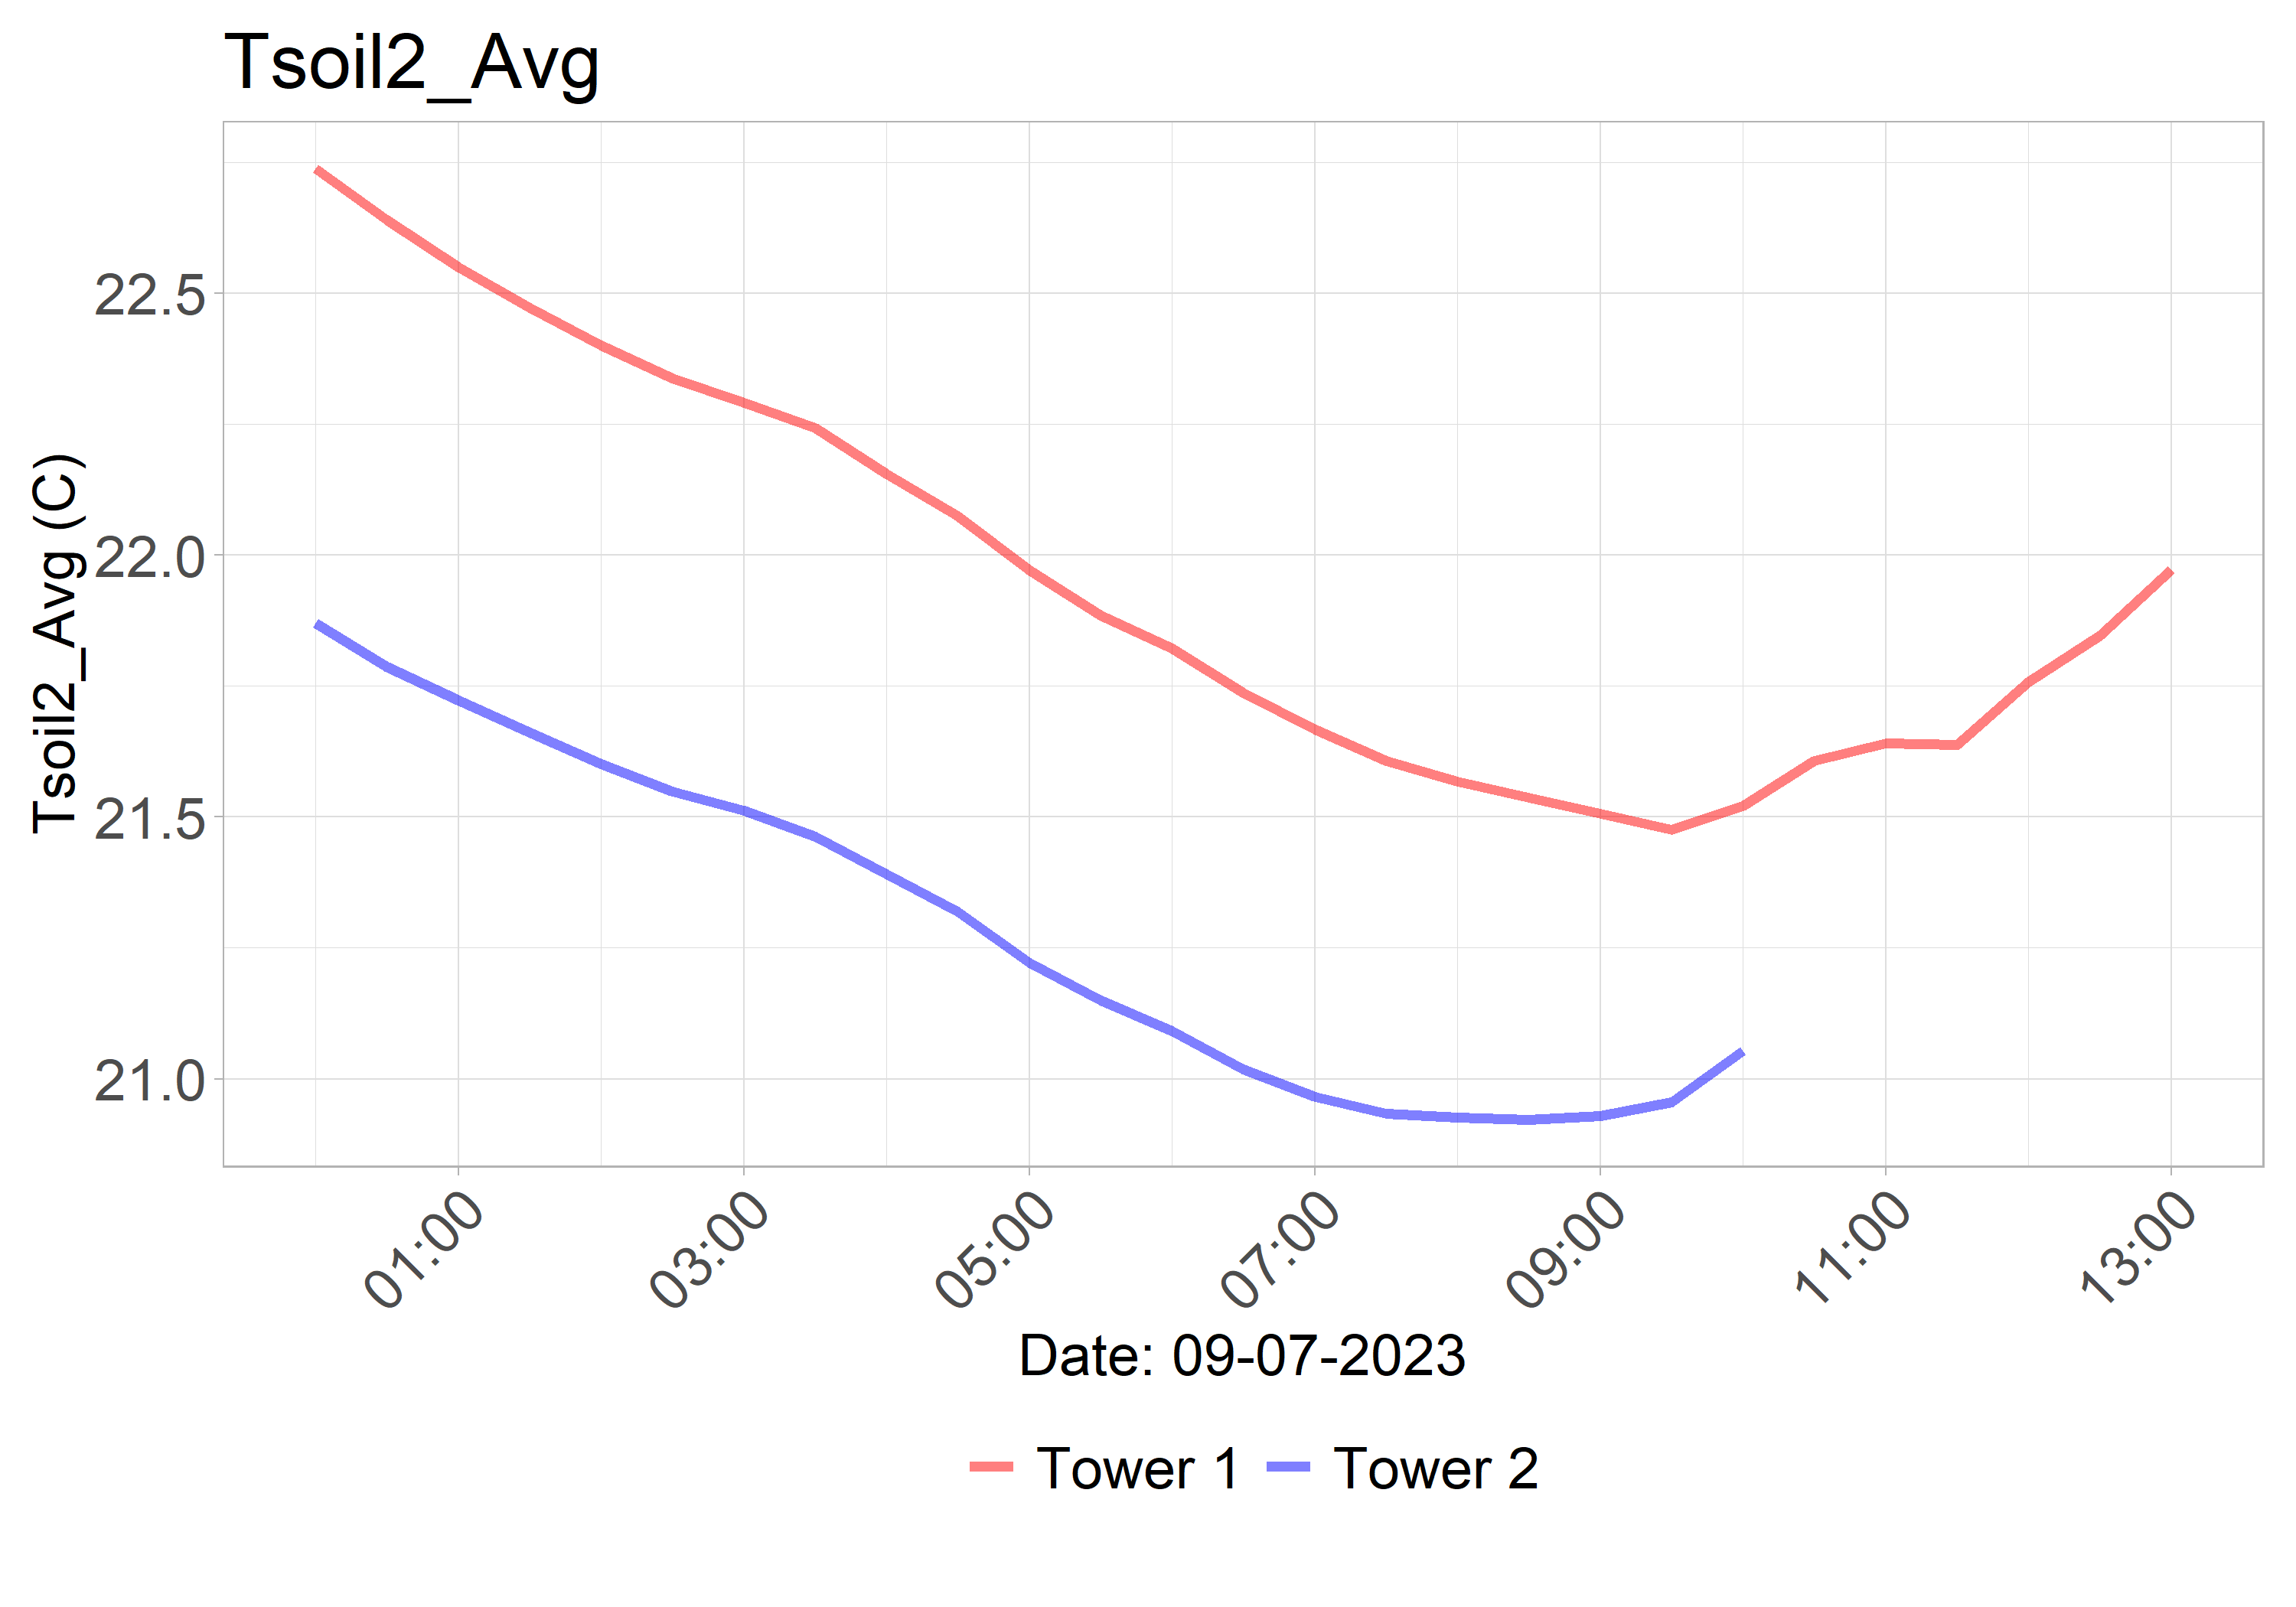 Tsoil2_Avg
Tsoil2_Avg (C)
22.5
22.0
21.5
21.0
01:00 03:00 05:00 07:00 09:00 11:00 13:00
Date: 09-07-2023
Tower 1 Tower 2